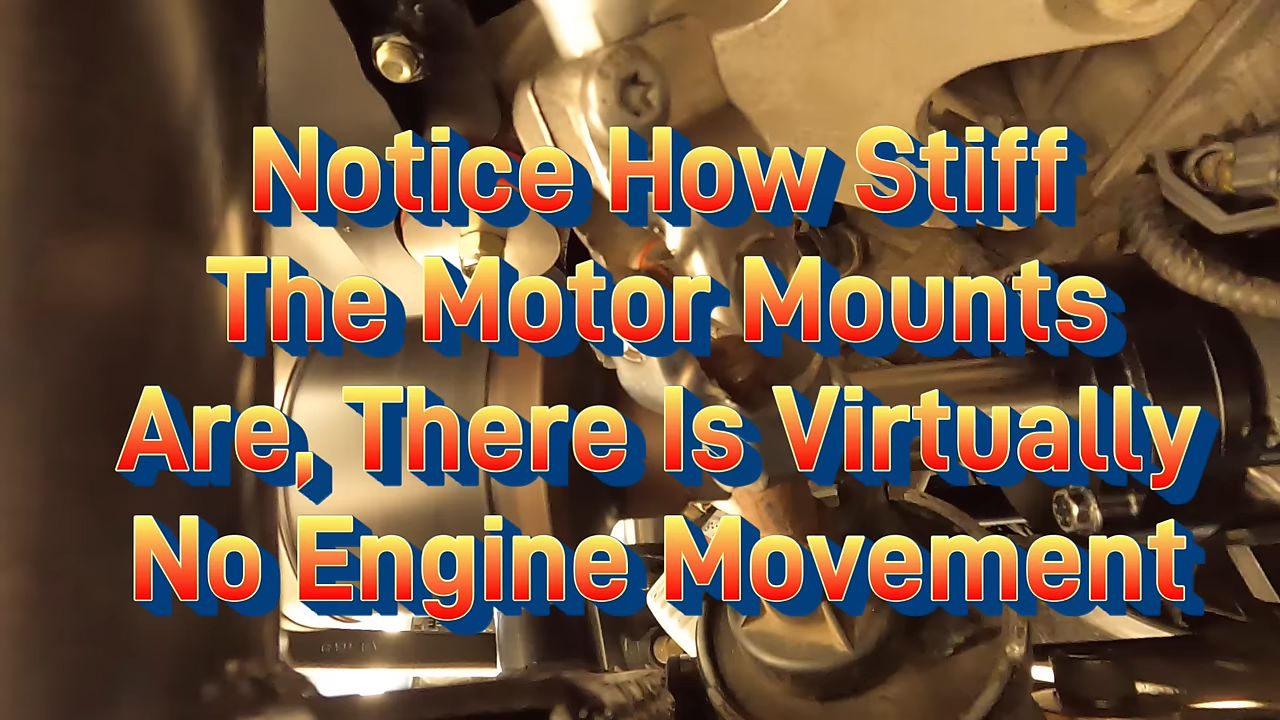 Notice How Stiff
The Motor Mounts
Are, There Is Virtually
No Engine Movement